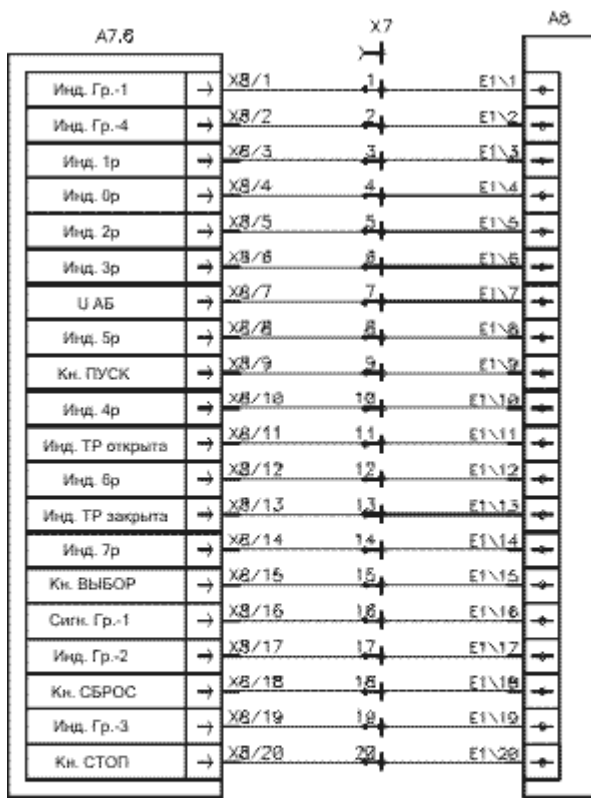 А7.6 X7 А8
Инд. Гр.-1 X8/1 1 E1\1
Инд. Гр.-4 X8/2 2 E1\2
Инд. 1р X8/3 3 E1\3
Инд. 0р X8/4 4 E1\4
Инд. 2р X8/5 5 E1\5
Инд. 3р X8/6 6 E1\6
U АБ X8/7 7 E1\7
Инд. 5р X8/8 8 E1\8
Кн. ПУСК X8/9 9 E1\9
Инд. 4р X8/10 10 E1\10
Инд. ТР открыта X8/11 11 E1\11
Инд. 6р X8/12 12 E1\12
Инд. ТР закрыта X8/13 13 E1\13
Инд. 7р X8/14 14 E1\14
Кн. ВЫБОР X8/15 15 E1\15
Сигн. Гр.-1 X8/16 16 E1\16
Инд. Гр.-2 X8/17 17 E1\17
Кн. СБРОС X8/18 18 E1\18
Инд. Гр.-3 X8/19 19 E1\19
Кн. СТОП X8/20 20 E1\20